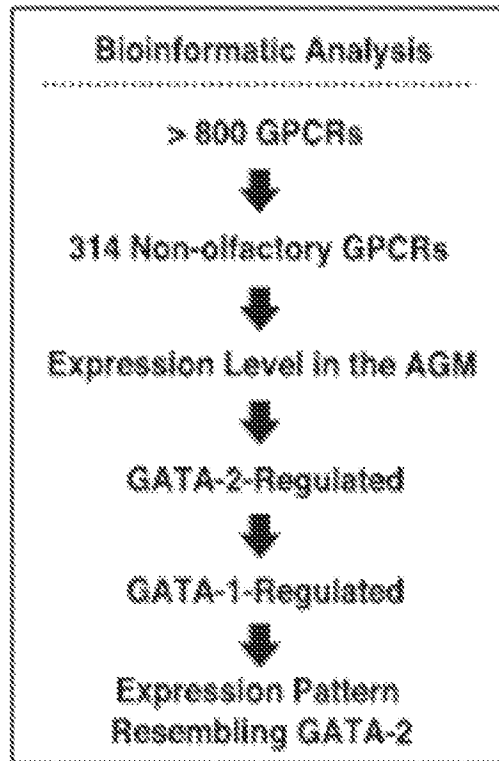 Bioinformatic Analysis
> 800 GPCRs
314 Non-olfactory GPCRs
Expression Level in the AGM
GATA-2-Regulated
GATA-1-Regulated
Expression Pattern
Resembling GATA-2